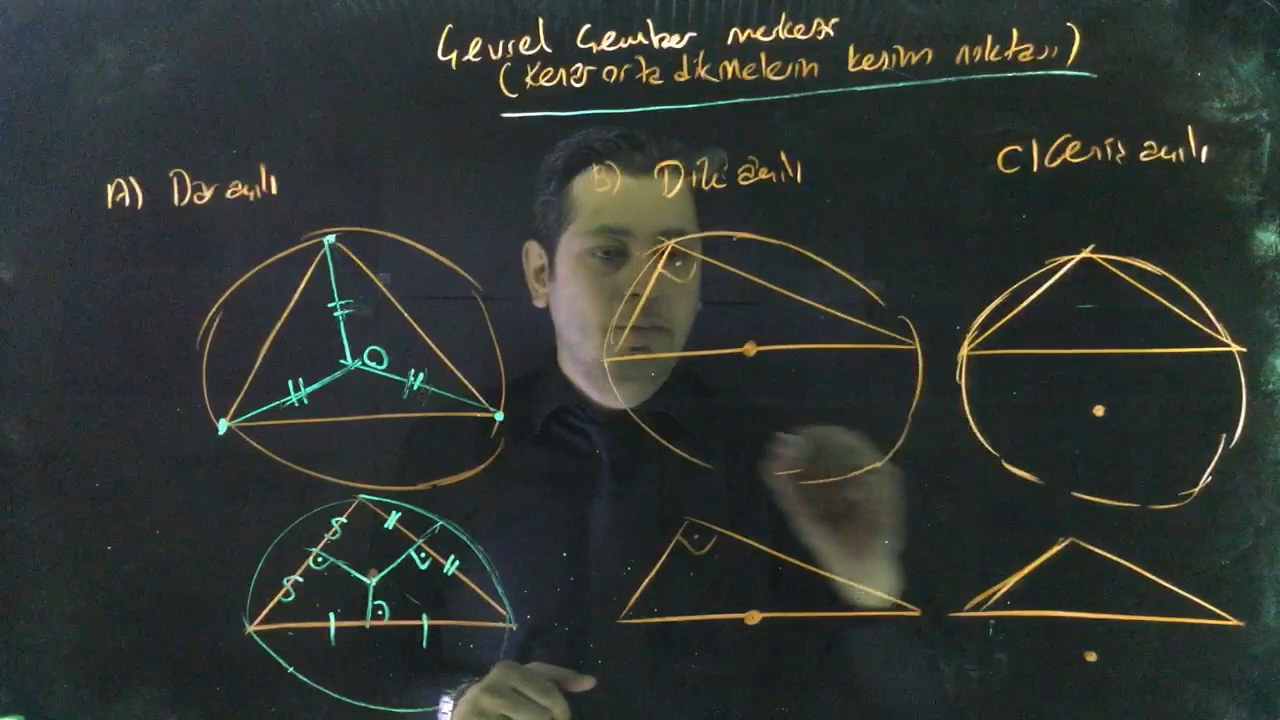 Çevrel Çember merkezi
(Kenar orta dikmelerin kesim noktası)
A) Dar açılı
B) Dik açılı
C) Geniş açılı
O
S
S